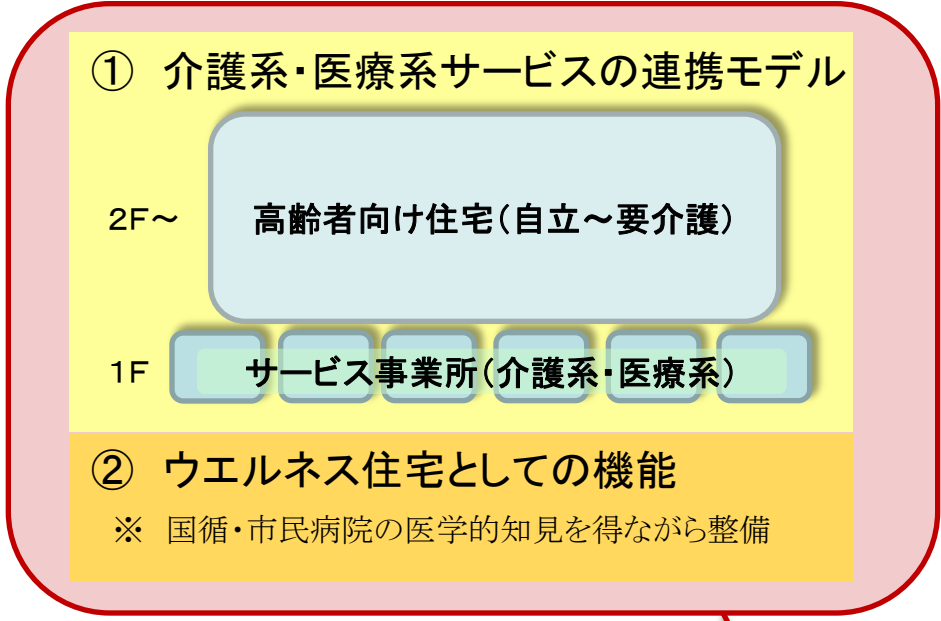 ① 介護系・医療系サービスの連携モデル
2F～
高齢者向け住宅(自立～要介護)
1F
サービス事業所(介護系・医療系)
② ウエルネス住宅としての機能
※ 国循・市民病院の医学的知見を得ながら整備